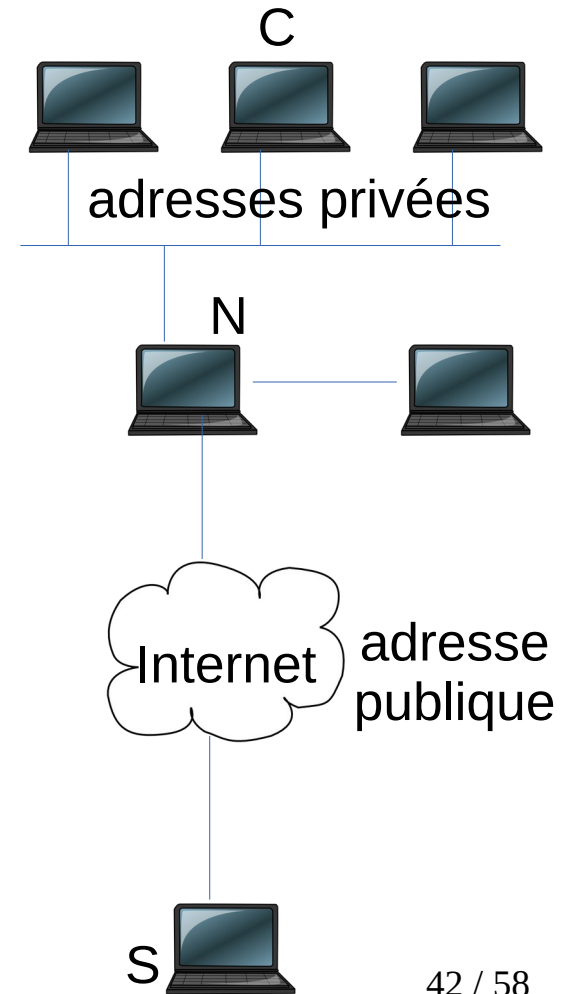 C
adresses privées
N
Internet
adresse
publique
S
42 / 58